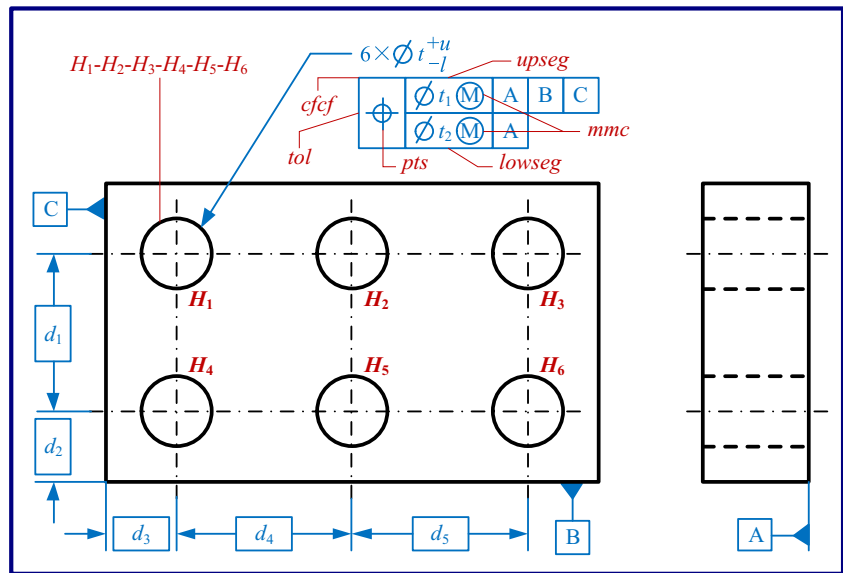 6×∅ t +u -l
H1-H2-H3-H4-H5-H6
upseg
cfcf
∅ t1 Ⓜ A B C
⌖
∅ t2 Ⓜ A
mmc
tol
pts
lowseg
C
H1 H2 H3
d1
H4 H5 H6
d2
d3 d4 d5
B
A